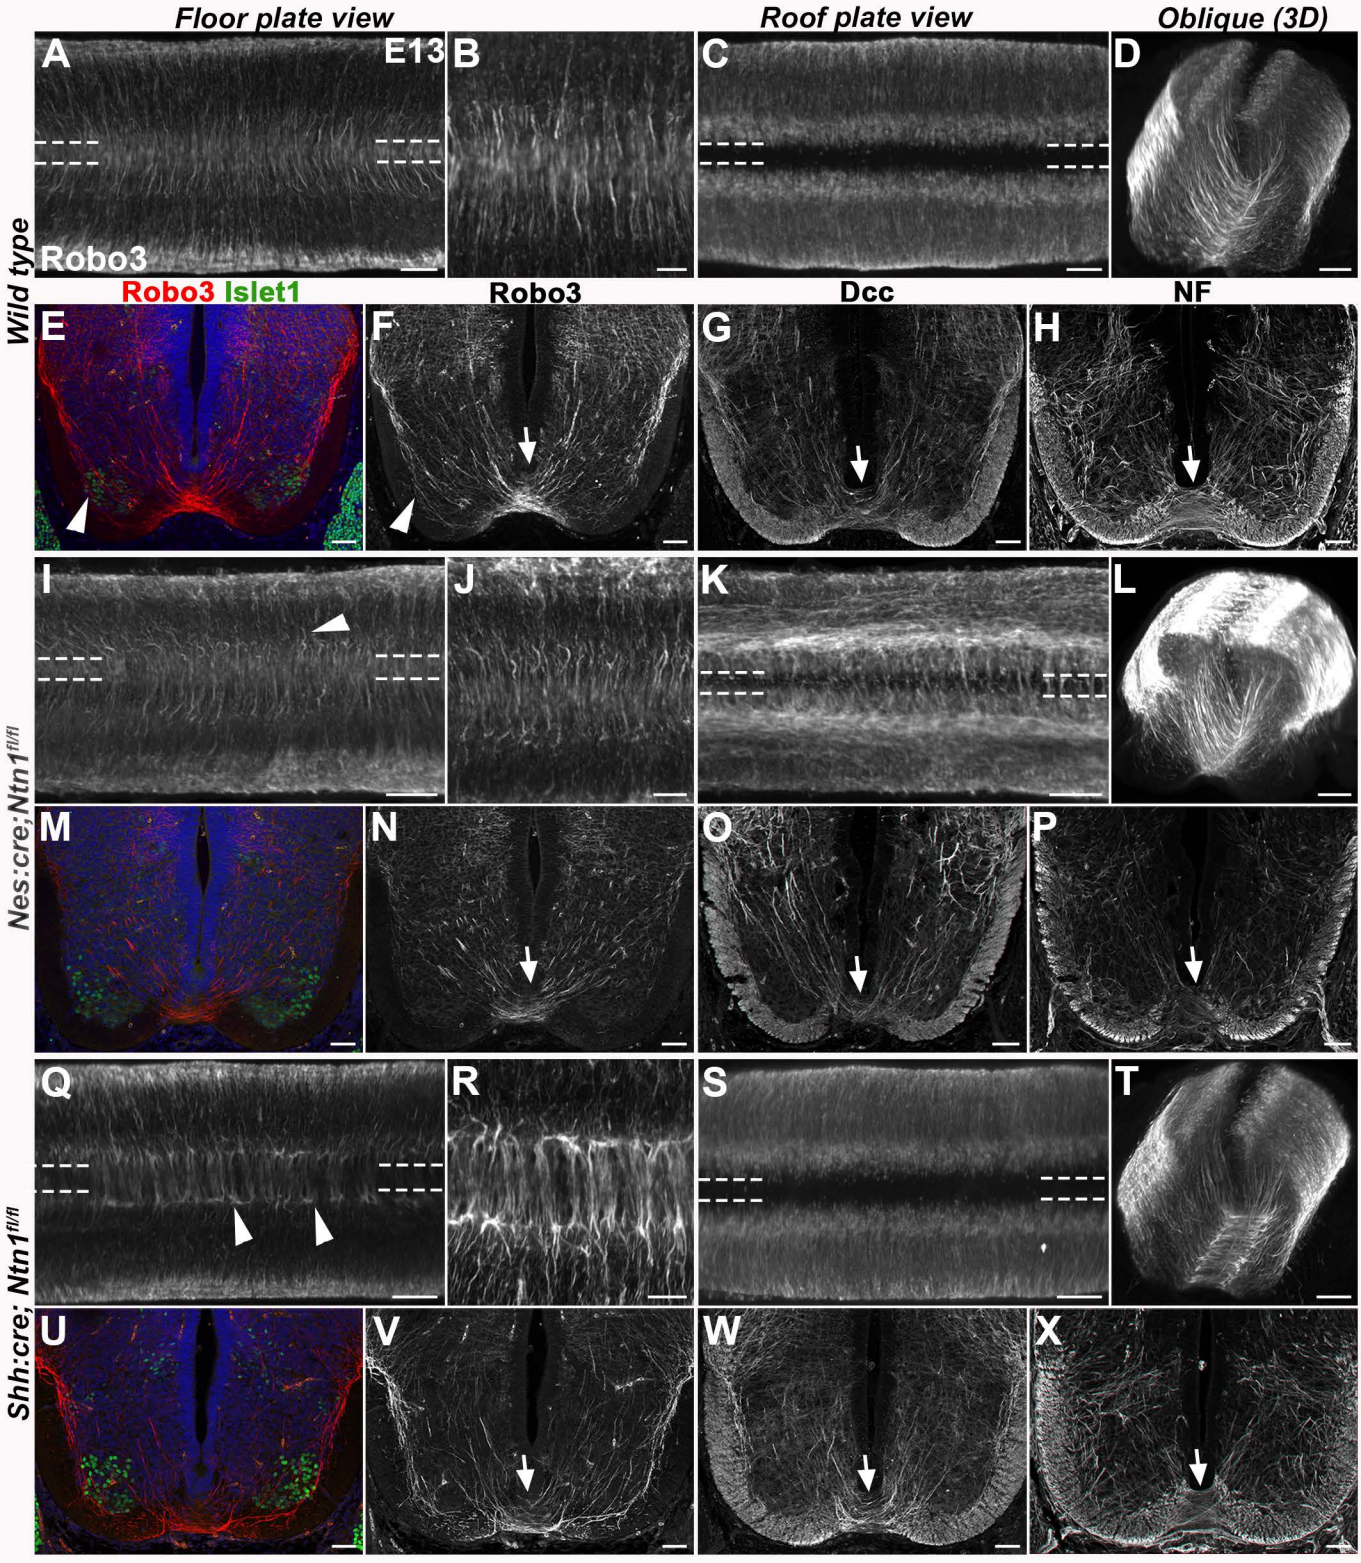 Floor plate view
Roof plate view
Oblique (3D)
Wild type
A
E13
Robo3
B
C
D
Robo3 Islet1
Robo3
Dcc
NF
E
F
G
H
Nes:cre;Ntn1fl/fl
I
J
K
L
M
N
O
P
Shh:cre; Ntn1fl/fl
Q
R
S
T
U
V
W
X